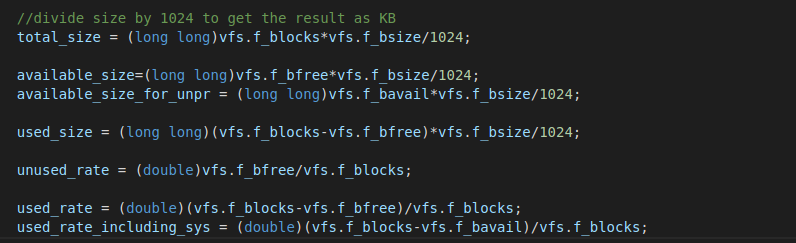 //divide size by 1024 to get the result as KB
total_size = (long long)vfs.f_blocks*vfs.f_bsize/1024;
available_size=(long long)vfs.f_bfree*vfs.f_bsize/1024;
available_size_for_unpr = (long long)vfs.f_bavail*vfs.f_bsize/1024;
used_size = (long long)(vfs.f_blocks-vfs.f_bfree)*vfs.f_bsize/1024;
unused_rate = (double)vfs.f_bfree/vfs.f_blocks;
used_rate = (double)(vfs.f_blocks-vfs.f_bfree)/vfs.f_blocks;
used_rate_including_sys = (double)(vfs.f_blocks-vfs.f_bavail)/vfs.f_blocks;